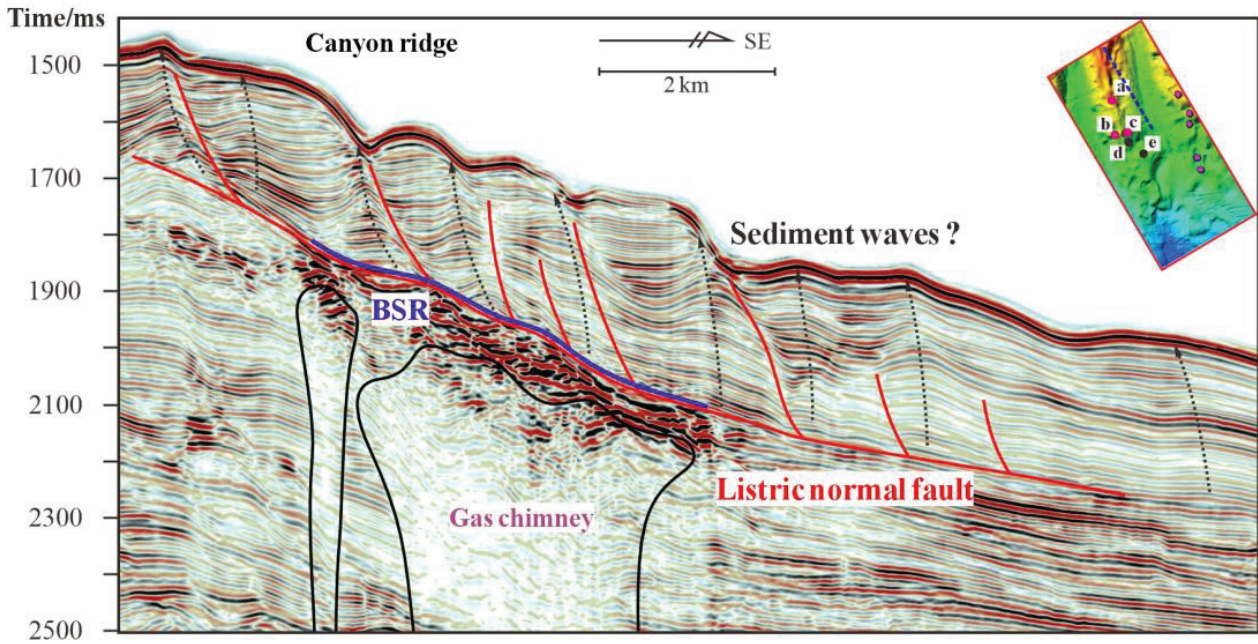 Time/ms
Canyon ridge
SE
2 km
1500
1700
1900
2100
2300
2500
a
b
c
d
e
Sediment waves ?
BSR
Listric normal fault
Gas chimney